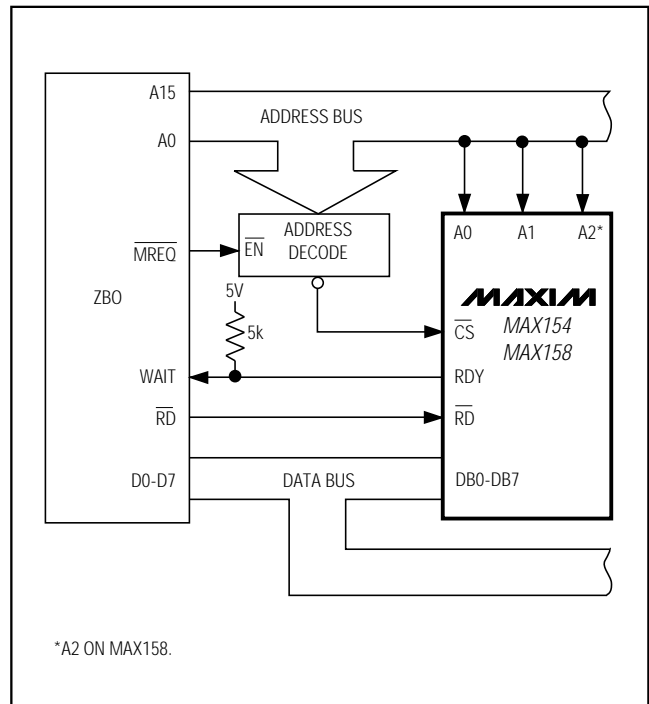 A15
ADDRESS BUS
A0
MREQ
EN
ADDRESS
DECODE
A0 A1 A2*
ZBO
5V
5k
MAXIM
MAX154
MAX158
CS
WAIT
RDY
RD
RD
D0-D7
DATA BUS
DB0-DB7
*A2 ON MAX158.